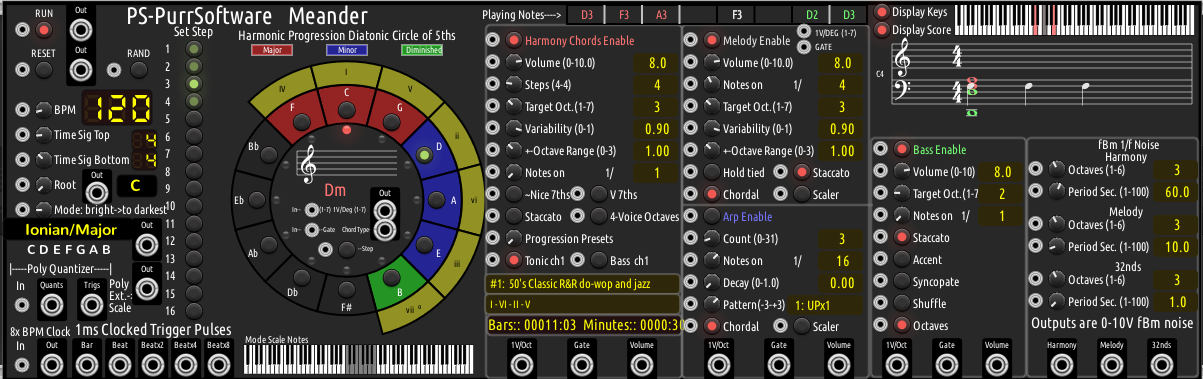 PS-PurrSoftware Meander
RUN
Out
RESET
RAND
Out
Set Step
1
2
3
4
5
6
7
8
9
10
11
12
13
14
15
16
BPM
120
Time Sig Top
4
Time Sig Bottom
4
Root
Out
C
Mode: bright->to darkest
Ionian/Major
Out
C D E F G A B
|-----Poly Quantizer-----|
In
Quants
Trigs
Poly
Ext.->
Scale
Out
8x BPM Clock
1ms Clocked Trigger Pulses
In
Out
Bar
Beat
Beatx2
Beatx4
Beatx8
Harmonic Progression Diatonic Circle of 5ths
Major
Minor
Diminished
I
IV
V
ii
vi
iii
vii °
C
F
G
Bb
D
Eb
A
Ab
E
Db
B
F#
Dm
Out
In--
(1-7) 1V/Deg (1-7)
In--
--Gate
ChordType--
--Step
Mode Scale Notes
Playing Notes--->
D3
F3
A3
F3
D2
D3
Harmony Chords Enable
Volume (0-10.0)
8.0
Steps (4-4)
4
Target Oct.(1-7)
3
Variability (0-1)
0.90
+-Octave Range (0-3)
1.00
Notes on 1/
1
~Nice 7ths
V 7ths
Staccato
4-Voice Octaves
Progression Presets
Tonic ch1
Bass ch1
#1: 50's Classic R&R do-wop and jazz
I - VI - II - V
Bars:: 00011:03 Minutes:: 0000:30
1V/Oct
Gate
Volume
Melody Enable
1V/DEG (1-7)
GATE
Volume (0-10.0)
8.0
Notes on 1/
4
Target Oct.(1-7)
3
Variability (0-1)
0.90
+-Octave Range (0-3)
1.00
Hold tied
Staccato
Chordal
Scaler
Arp Enable
Count (0-31)
3
Notes on 1/
16
Decay (0-1.0)
0.00
Pattern(-3-+3)
1: UPx1
Chordal
Scaler
1V/Oct
Gate
Volume
Display Keys
Display Score
C4
4
4
4
4
Bass Enable
Volume (0-10)
8.0
Target Oct.(1-7
2
Notes on 1/
1
Staccato
Accent
Syncopate
Shuffle
Octaves
1V/Oct
Gate
Volume
fBm 1/f Noise
Harmony
Octaves (1-6)
3
Period Sec. (1-100)
60.0
Melody
Octaves (1-6)
3
Period Sec. (1-100)
10.0
32nds
Octaves (1-6)
3
Period Sec. (1-100)
1.0
Outputs are 0-10V fBm noise
Harmony
Melody
32nds